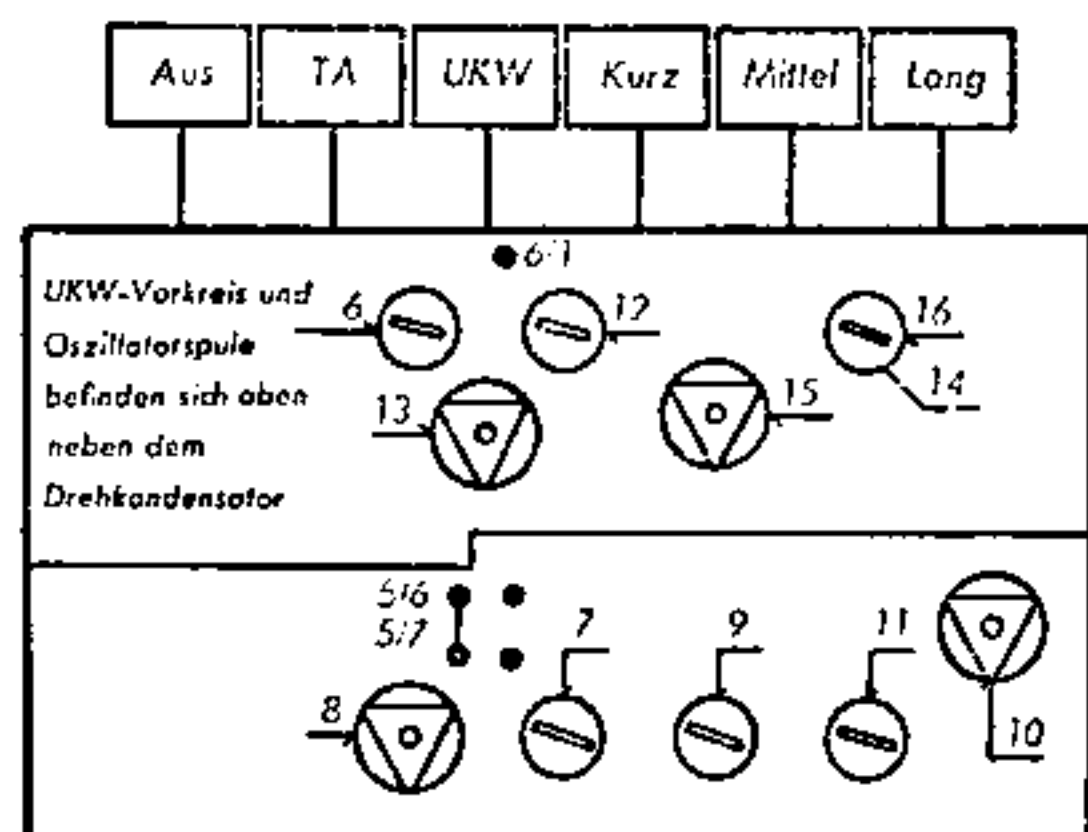 Aus TA UKW Kurz Mittel Lang
6/1
UKW-Vorkreis und
Oszillatorspule
befinden sich oben
neben dem
Drehkondensator
6
12
16
14
13
15
5/6
5/7
7
9
11
8
10